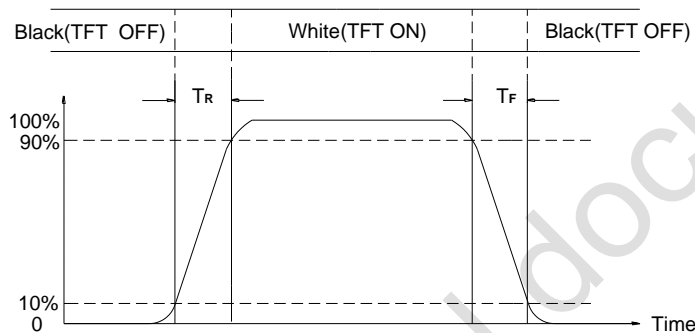 Black(TFT OFF) White(TFT ON) Black(TFT OFF)
TR TF
100%
90%
10%
0
Time